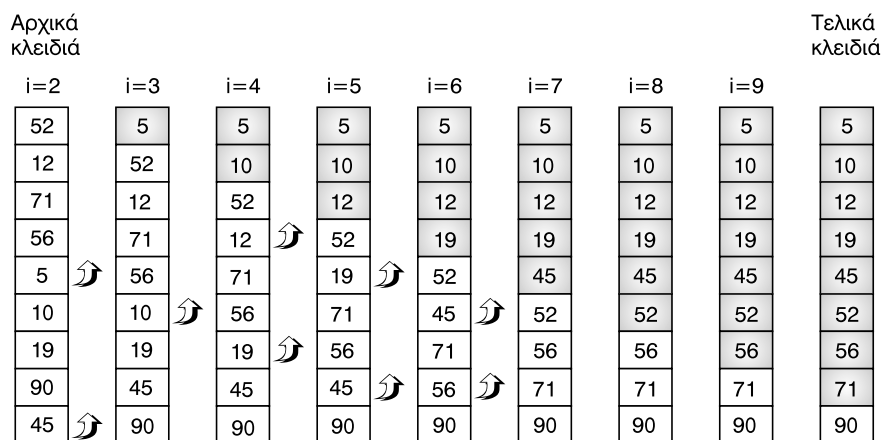 Αρχικά Τελικά
κλειδιά κλειδιά
i=2 i=3 i=4 i=5 i=6 i=7 i=8 i=9
52 5 5 5 5 5 5 5 5
12 52 10 10 10 10 10 10 10
71 12 52 12 12 12 12 12 12
56 71 12 52 19 19 19 19 19
5 56 71 19 52 45 45 45 45
10 10 56 71 45 52 52 52 52
19 19 19 56 71 56 56 56 56
90 45 45 45 56 71 71 71 71
45 90 90 90 90 90 90 90 90